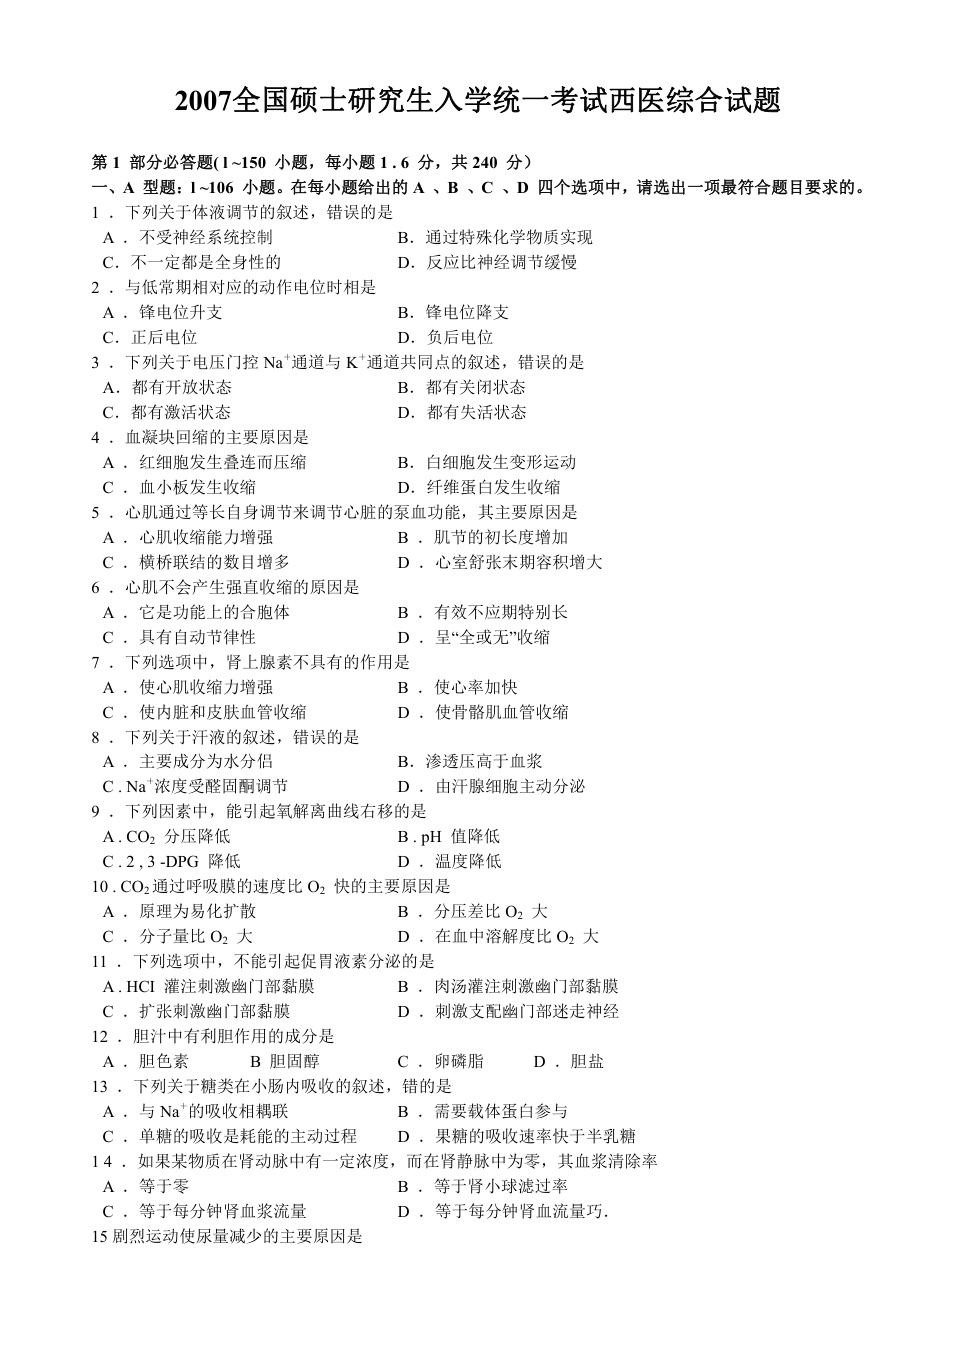 2007全国硕士研究生入学统一考试西医综合试题
第 1 部分必答题( l ~150 小题，每小题 1 . 6 分，共 240 分）
一、A 型题：l ~106 小题。在每小题给出的 A 、B 、C 、D 四个选项中，请选出一项最符合题目要求的。
1 ．下列关于体液调节的叙述，错误的是
A ．不受神经系统控制 B．通过特殊化学物质实现
C．不一定都是全身性的 D．反应比神经调节缓慢
2 ．与低常期相对应的动作电位时相是
A ．锋电位升支 B．锋电位降支
C．正后电位 D．负后电位
3 ．下列关于电压门控 Na⁺通道与 K⁺通道共同点的叙述，错误的是
A．都有开放状态 B．都有关闭状态
C．都有激活状态 D．都有失活状态
4 ．血凝块回缩的主要原因是
A ．红细胞发生叠连而压缩 B．白细胞发生变形运动
C ．血小板发生收缩 D．纤维蛋白发生收缩
5 ．心肌通过等长自身调节来调节心脏的泵血功能，其主要原因是
A ．心肌收缩能力增强 B ．肌节的初长度增加
C ．横桥联结的数目增多 D ．心室舒张末期容积增大
6 ．心肌不会产生强直收缩的原因是
A ．它是功能上的合胞体 B ．有效不应期特别长
C ．具有自动节律性 D ．呈“全或无”收缩
7 ．下列选项中，肾上腺素不具有的作用是
A ．使心肌收缩力增强 B ．使心率加快
C ．使内脏和皮肤血管收缩 D ．使骨骼肌血管收缩
8 ．下列关于汗液的叙述，错误的是
A ．主要成分为水分侣 B．渗透压高于血浆
C . Na⁺浓度受醛固酮调节 D ．由汗腺细胞主动分泌
9 ．下列因素中，能引起氧解离曲线右移的是
A . CO₂ 分压降低 B . pH 值降低
C . 2 , 3 -DPG 降低 D ．温度降低
10 . CO₂通过呼吸膜的速度比 O₂ 快的主要原因是
A ．原理为易化扩散 B ．分压差比 O₂ 大
C ．分子量比 O₂ 大 D ．在血中溶解度比 O₂ 大
11 ．下列选项中，不能引起促胃液素分泌的是
A . HCI 灌注刺激幽门部黏膜 B ．肉汤灌注刺激幽门部黏膜
C ．扩张刺激幽门部黏膜 D ．刺激支配幽门部迷走神经
12 ．胆汁中有利胆作用的成分是
A ．胆色素 B 胆固醇 C ．卵磷脂 D ．胆盐
13 ．下列关于糖类在小肠内吸收的叙述，错的是
A ．与 Na⁺的吸收相耦联 B ．需要载体蛋白参与
C ．单糖的吸收是耗能的主动过程 D ．果糖的吸收速率快于半乳糖
1 4 ．如果某物质在肾动脉中有一定浓度，而在肾静脉中为零，其血浆清除率
A ．等于零 B ．等于肾小球滤过率
C ．等于每分钟肾血浆流量 D ．等于每分钟肾血流量巧．
15 剧烈运动使尿量减少的主要原因是